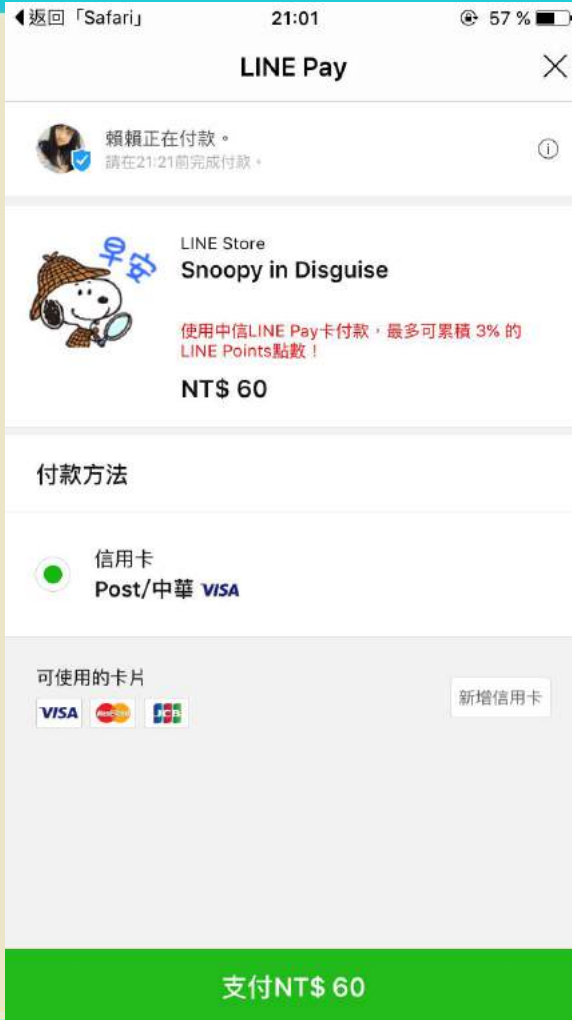 返回「Safari」
21:01
57 %
LINE Pay
賴賴正在付款。
請在21:21前完成付款。
早安
LINE Store
Snoopy in Disguise
使用中信LINE Pay卡付款，最多可累積 3% 的
LINE Points點數！
NT$ 60
付款方法
信用卡
Post/中華 VISA
可使用的卡片
新增信用卡
VISA MasterCard JCB
支付NT$ 60